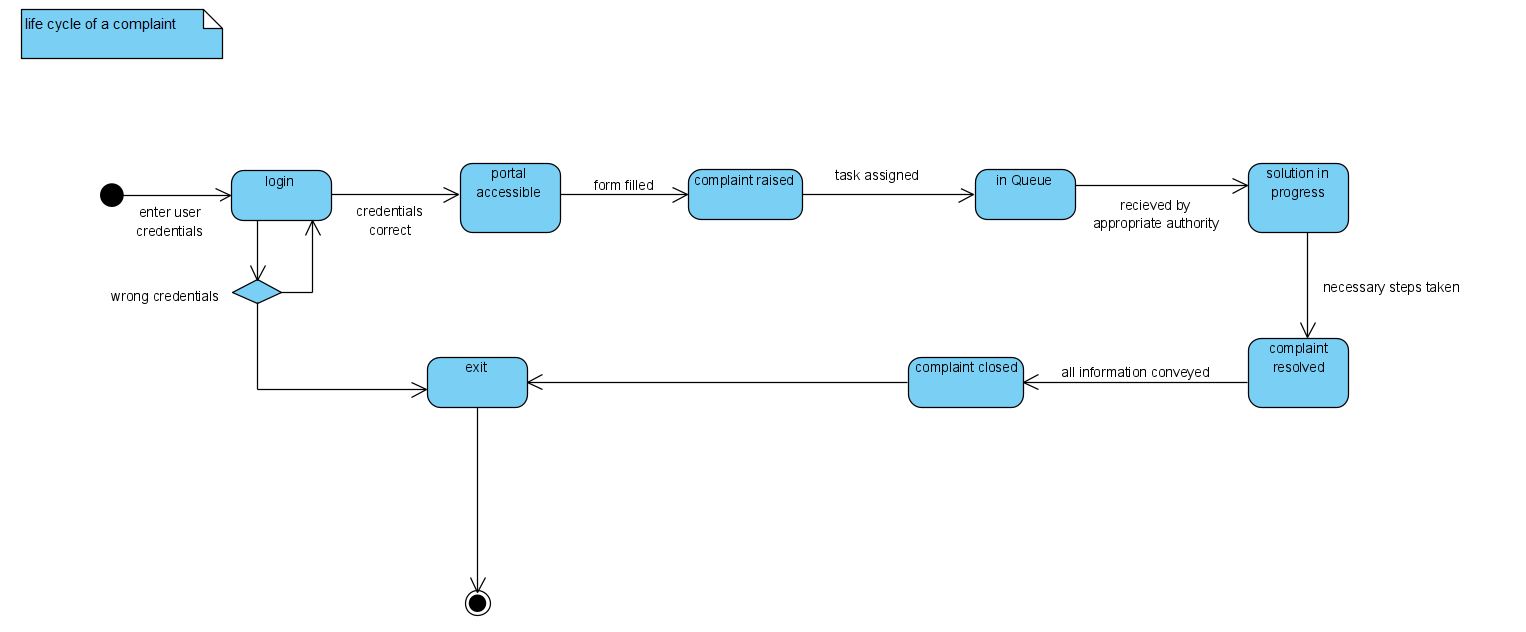 life cycle of a complaint
login
portal
accessible
complaint raised
in Queue
solution in
progress
enter user
credentials
credentials
correct
form filled
task assigned
recieved by
appropriate authority
wrong credentials
necessary steps taken
exit
complaint closed
all information conveyed
complaint
resolved